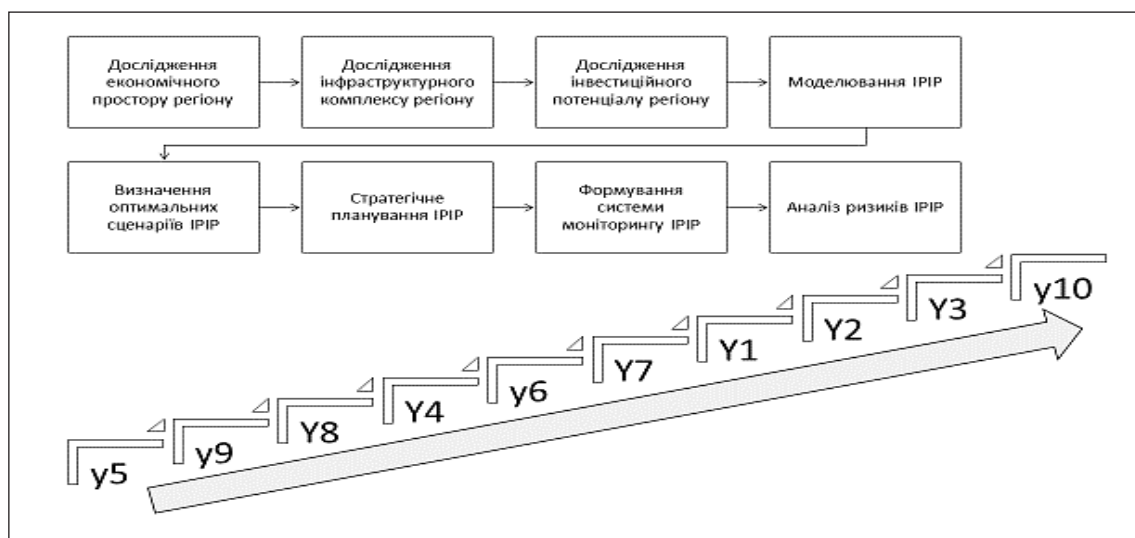 Дослідження
економічного
простору регіону
Дослідження
інфраструктурного
комплексу регіону
Дослідження
інвестиційного
потенціалу регіону
Моделювання ІРІР
Визначення
оптимальних
сценаріїв ІРІР
Стратегічне
планування ІРІР
Формування
системи
моніторингу ІРІР
Аналіз ризиків ІРІР
y5
y9
Y8
Y4
y6
Y7
Y1
Y2
Y3
y10